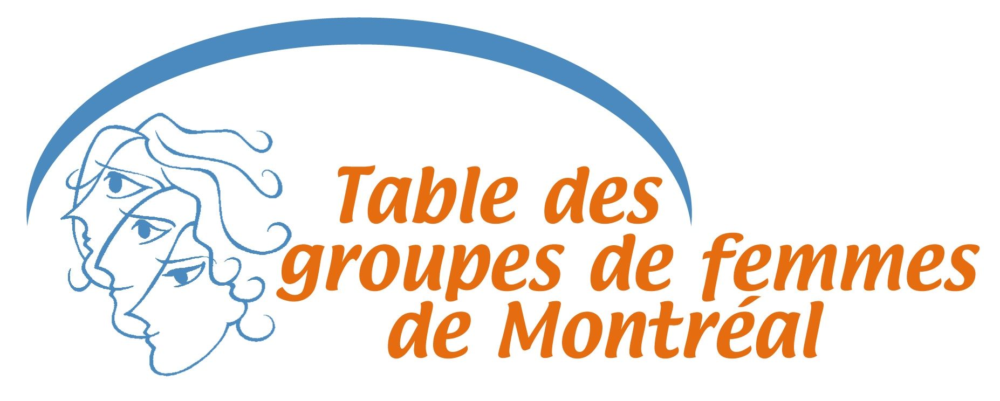 Table des
groupes de femmes
de Montréal